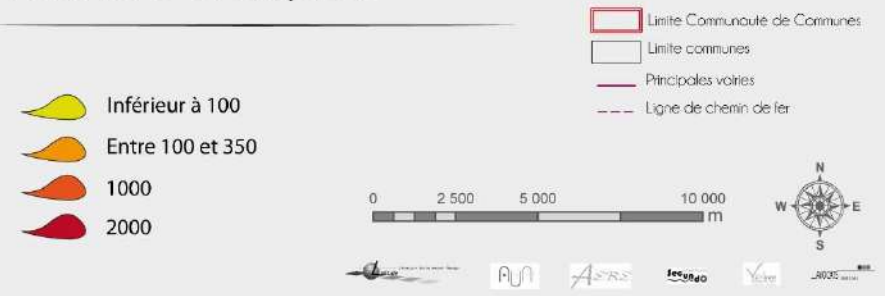 Limite Communauté de Communes
Limite communes
Principales voiries
Ligne de chemin de fer
Inférieur à 100
Entre 100 et 350
1000
2000
0 2 500 5 000 10 000
m
N
W E
S
AUA
secundo